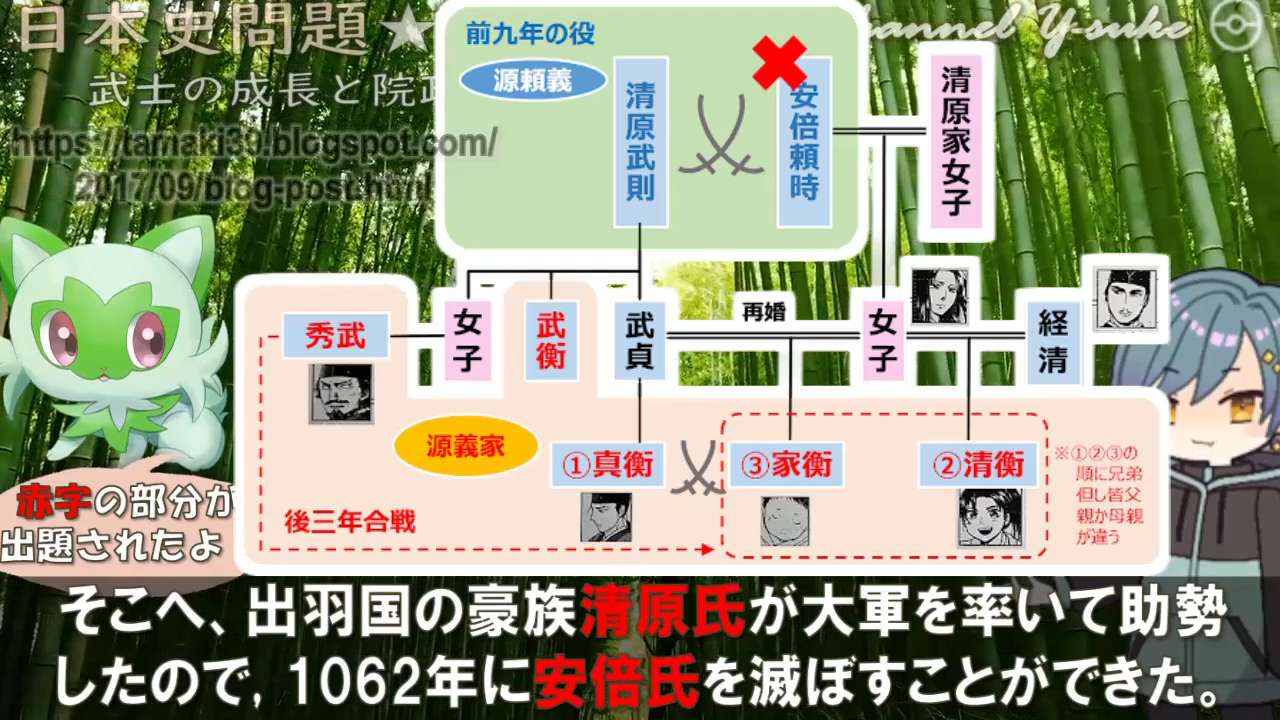 日本史問題★
Channel Y-suke
武士の成長と院政
https://tamaki3a.blogspot.com/
2017/09/blog-post.html
前九年の役
源頼義
清原武則
安倍頼時
清原家女子
秀武
女子
武衡
武貞
再婚
女子
経清
源義家
①真衡
③家衡
②清衡
※①②③の
順に兄弟
但し皆父
親か母親
が違う
後三年合戦
赤字の部分が
出題されたよ
そこへ、出羽国の豪族清原氏が大軍を率いて助勢
したので，1062年に安倍氏を滅ぼすことができた。